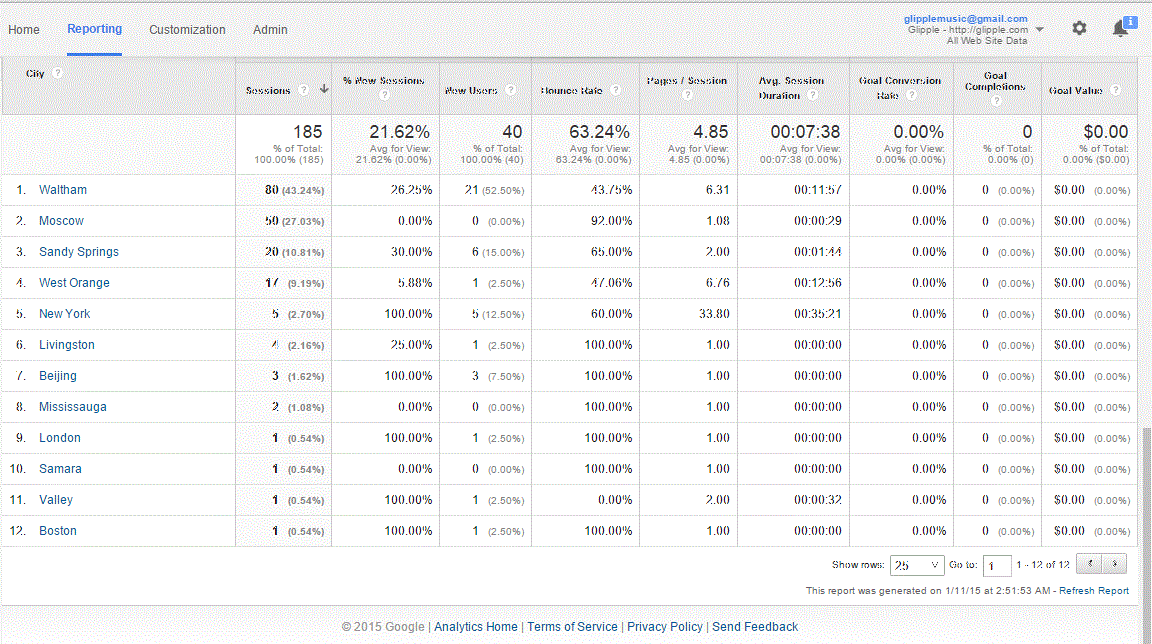 Home Reporting Customization Admin
glipplemusic@gmail.com
Glipple - http://glipple.com
All Web Site Data
i
City ? Sessions ? % New Sessions ? New Users ? Bounce Rate ? Pages / Session ? Avg. Session Duration ? Goal Conversion Rate ? Goal Completions ? Goal Value ?
185 21.62% 40 63.24% 4.85 00:07:38 0.00% 0 $0.00
% of Total: Avg for View: % of Total: Avg for View: Avg for View: Avg for View: Avg for View: % of Total: % of Total:
100.00% (185) 21.62% (0.00%) 100.00% (40) 63.24% (0.00%) 4.85 (0.00%) 00:07:38 (0.00%) 0.00% (0.00%) 0.00% (0) 0.00% ($0.00)
1. Waltham 80 (43.24%) 26.25% 21 (52.50%) 43.75% 6.31 00:11:57 0.00% 0 (0.00%) $0.00 (0.00%)
2. Moscow 50 (27.03%) 0.00% 0 (0.00%) 92.00% 1.08 00:00:29 0.00% 0 (0.00%) $0.00 (0.00%)
3. Sandy Springs 20 (10.81%) 30.00% 6 (15.00%) 65.00% 2.00 00:01:44 0.00% 0 (0.00%) $0.00 (0.00%)
4. West Orange 17 (9.19%) 5.88% 1 (2.50%) 47.06% 6.76 00:12:56 0.00% 0 (0.00%) $0.00 (0.00%)
5. New York 5 (2.70%) 100.00% 5 (12.50%) 60.00% 33.80 00:35:21 0.00% 0 (0.00%) $0.00 (0.00%)
6. Livingston 4 (2.16%) 25.00% 1 (2.50%) 100.00% 1.00 00:00:00 0.00% 0 (0.00%) $0.00 (0.00%)
7. Beijing 3 (1.62%) 100.00% 3 (7.50%) 100.00% 1.00 00:00:00 0.00% 0 (0.00%) $0.00 (0.00%)
8. Mississauga 2 (1.08%) 0.00% 0 (0.00%) 100.00% 1.00 00:00:00 0.00% 0 (0.00%) $0.00 (0.00%)
9. London 1 (0.54%) 100.00% 1 (2.50%) 100.00% 1.00 00:00:00 0.00% 0 (0.00%) $0.00 (0.00%)
10. Samara 1 (0.54%) 0.00% 0 (0.00%) 100.00% 1.00 00:00:00 0.00% 0 (0.00%) $0.00 (0.00%)
11. Valley 1 (0.54%) 100.00% 1 (2.50%) 0.00% 2.00 00:00:32 0.00% 0 (0.00%) $0.00 (0.00%)
12. Boston 1 (0.54%) 100.00% 1 (2.50%) 100.00% 1.00 00:00:00 0.00% 0 (0.00%) $0.00 (0.00%)
Show rows: 25 Go to: 1 1 - 12 of 12
This report was generated on 1/11/15 at 2:51:53 AM - Refresh Report
© 2015 Google | Analytics Home | Terms of Service | Privacy Policy | Send Feedback